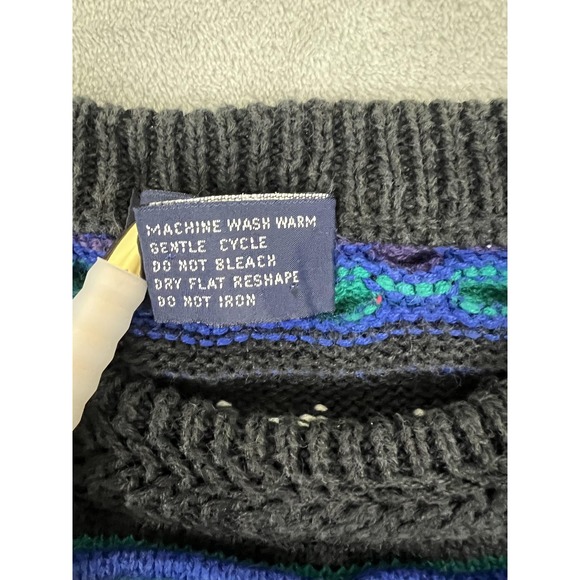 MACHINE WASH WARM
GENTLE CYCLE
DO NOT BLEACH
DRY FLAT RESHAPE
DO NOT IRON